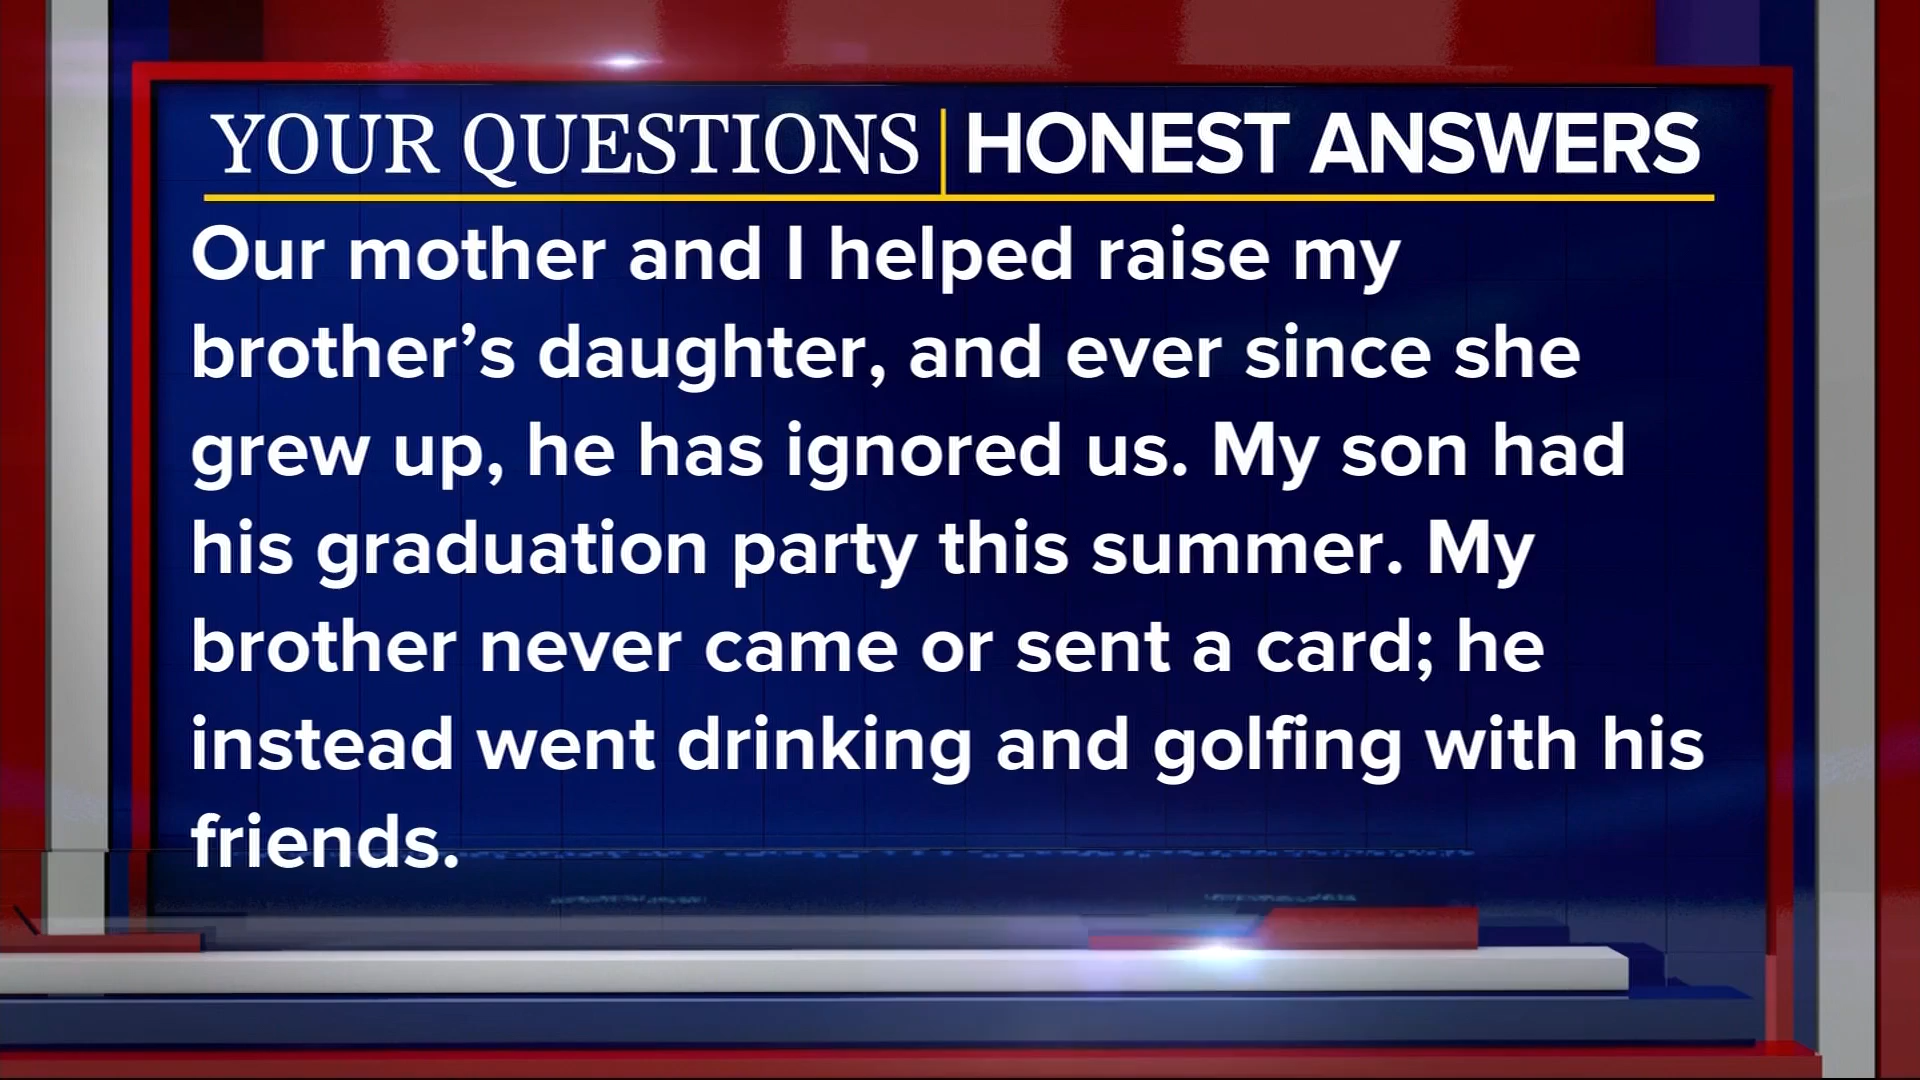 YOUR QUESTIONS | HONEST ANSWERS
Our mother and I helped raise my
brother’s daughter, and ever since she
grew up, he has ignored us. My son had
his graduation party this summer. My
brother never came or sent a card; he
instead went drinking and golfing with his
friends.